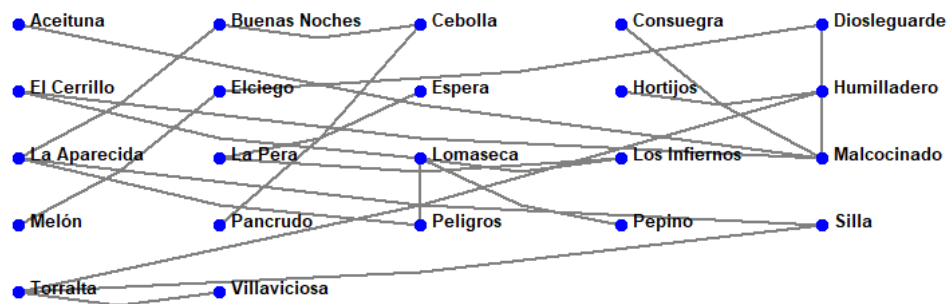 Aceituna Buenas Noches Cebolla Consuegra Diosleguarde
El Cerrillo Elciego Espera Hortijos Humilladero
La Aparecida La Pera Lomaseca Los Infiernos Malcocinado
Melón Pancrudo Peligros Pepino Silla
Torralta Villaviciosa